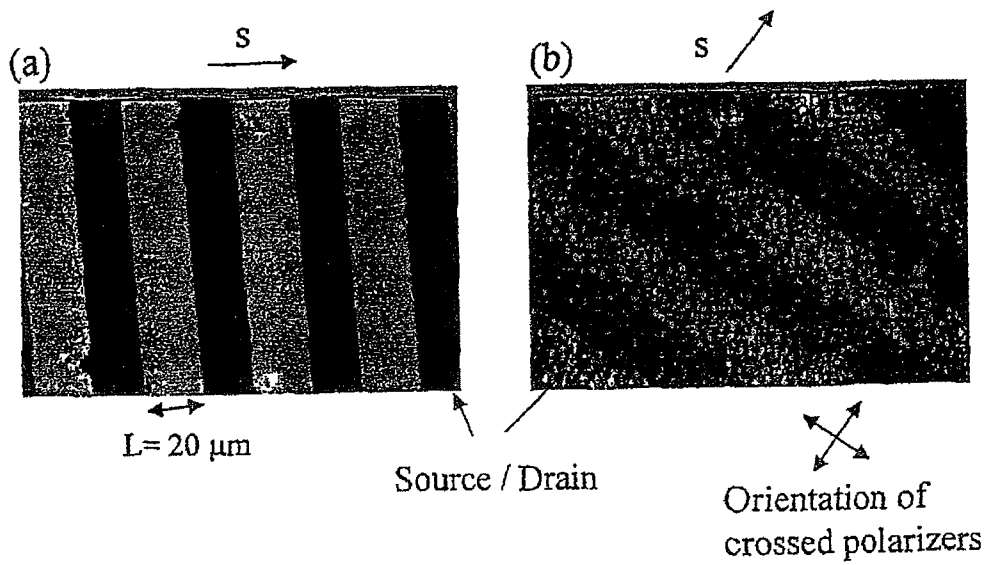 (a)
S
(b)
S
L= 20 µm
Source / Drain
Orientation of
crossed polarizers